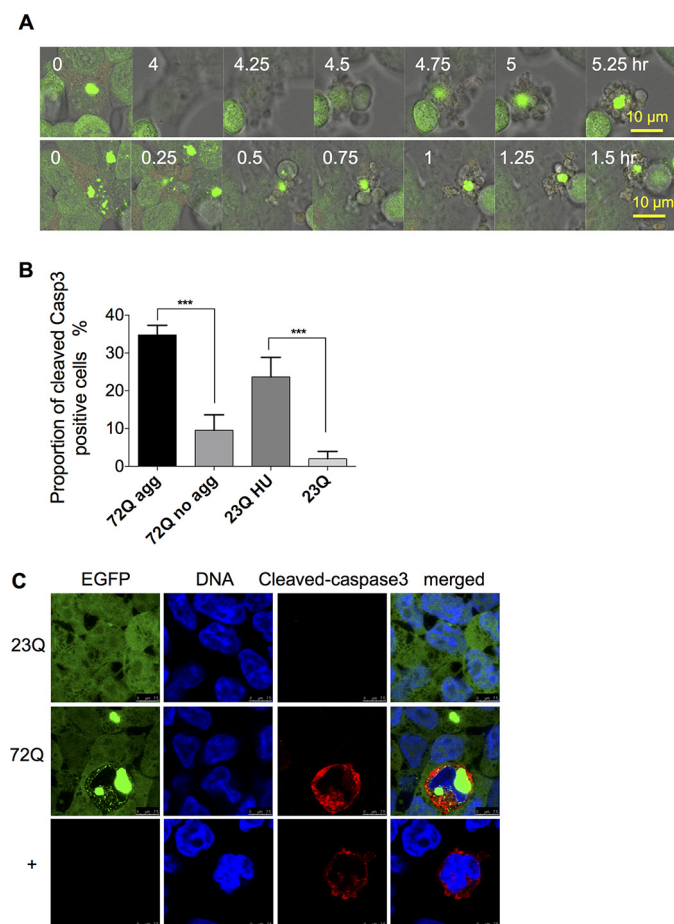 A
0 4 4.25 4.5 4.75 5 5.25 hr
10 µm
0 0.25 0.5 0.75 1 1.25 1.5 hr
10 µm
B
Proportion of cleaved Casp3
positive cells %
40
30
20
10
0
*** ***
72Q agg
72Q no agg
23Q HU
23Q
C
EGFP DNA Cleaved-caspase3 merged
23Q
72Q
+